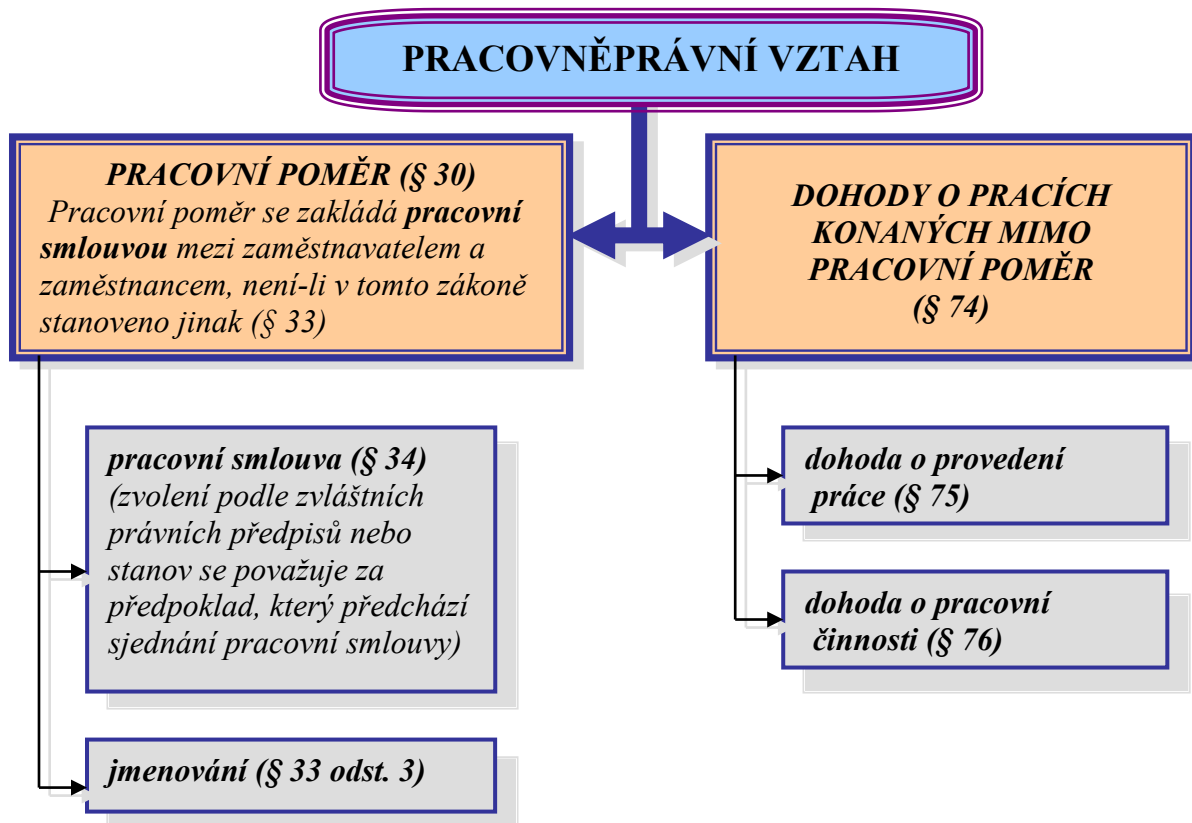 PRACOVNĚPRÁVNÍ VZTAH
PRACOVNÍ POMĚR (§ 30)
Pracovní poměr se zakládá pracovní
smlouvou mezi zaměstnavatelem a
zaměstnancem, není-li v tomto zákoně
stanoveno jinak (§ 33)
DOHODY O PRACÍCH
KONANÝCH MIMO
PRACOVNÍ POMĚR
(§ 74)
pracovní smlouva (§ 34)
(zvolení podle zvláštních
právních předpisů nebo
stanov se považuje za
předpoklad, který předchází
sjednání pracovní smlouvy)
jmenování (§ 33 odst. 3)
dohoda o provedení
práce (§ 75)
dohoda o pracovní
činnosti (§ 76)